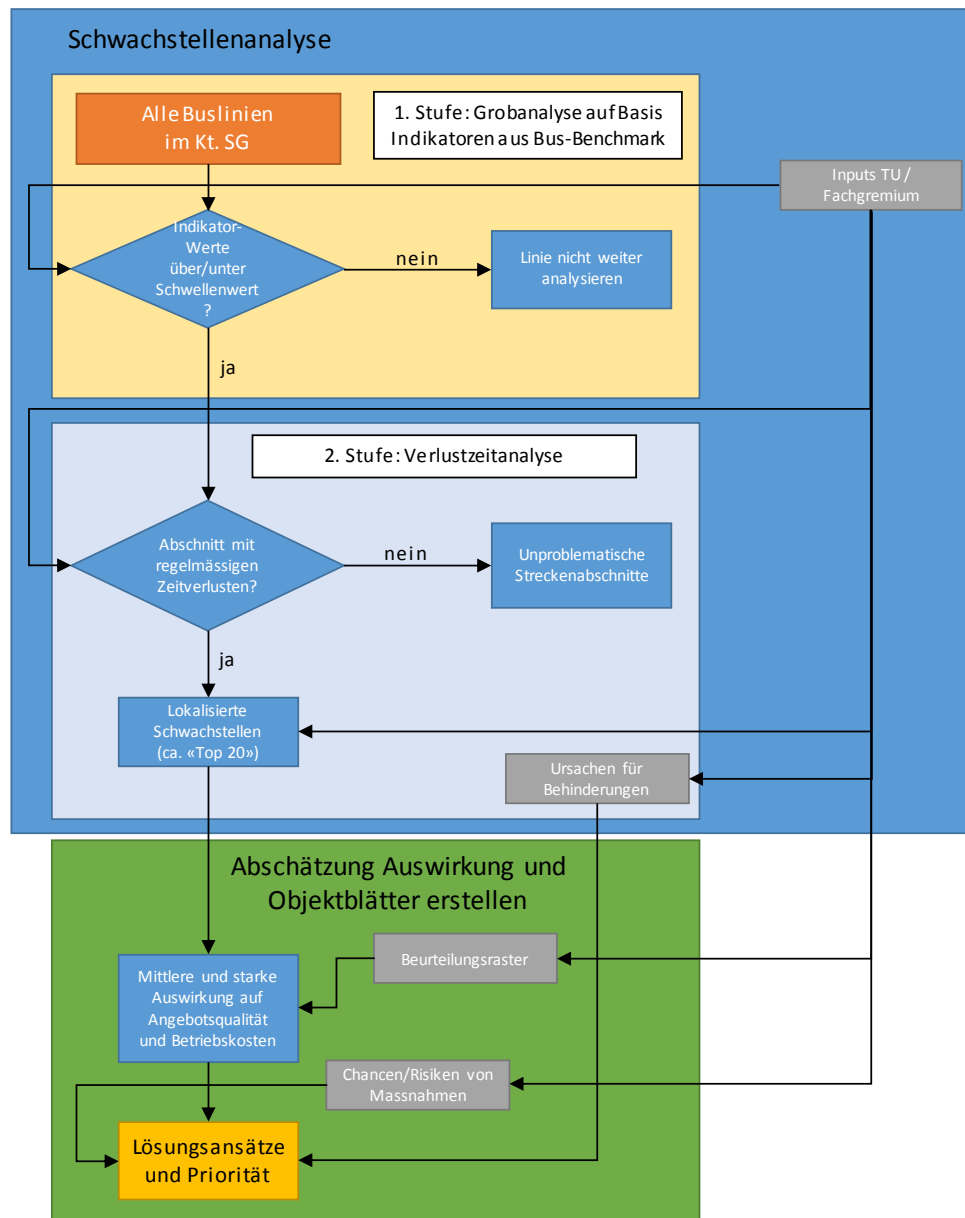 Schwachstellenanalyse
Alle Buslinien
im Kt. SG
1. Stufe: Grobanalyse auf Basis
Indikatoren aus Bus-Benchmark
Inputs TU /
Fachgremium
Indikator-
Werte
über/unter
Schwellenwert
?
nein
Linie nicht weiter
analysieren
ja
2. Stufe: Verlustzeitanalyse
Abschnitt mit
regelmässigen
Zeitverlusten?
nein
Unproblematische
Streckenabschnitte
ja
Lokalisierte
Schwachstellen
(ca. «Top 20»)
Ursachen für
Behinderungen
Abschätzung Auswirkung und
Objektblätter erstellen
Beurteilungsraster
Mittlere und starke
Auswirkung auf
Angebotsqualität
und Betriebskosten
Chancen/Risiken von
Massnahmen
Lösungsansätze
und Priorität